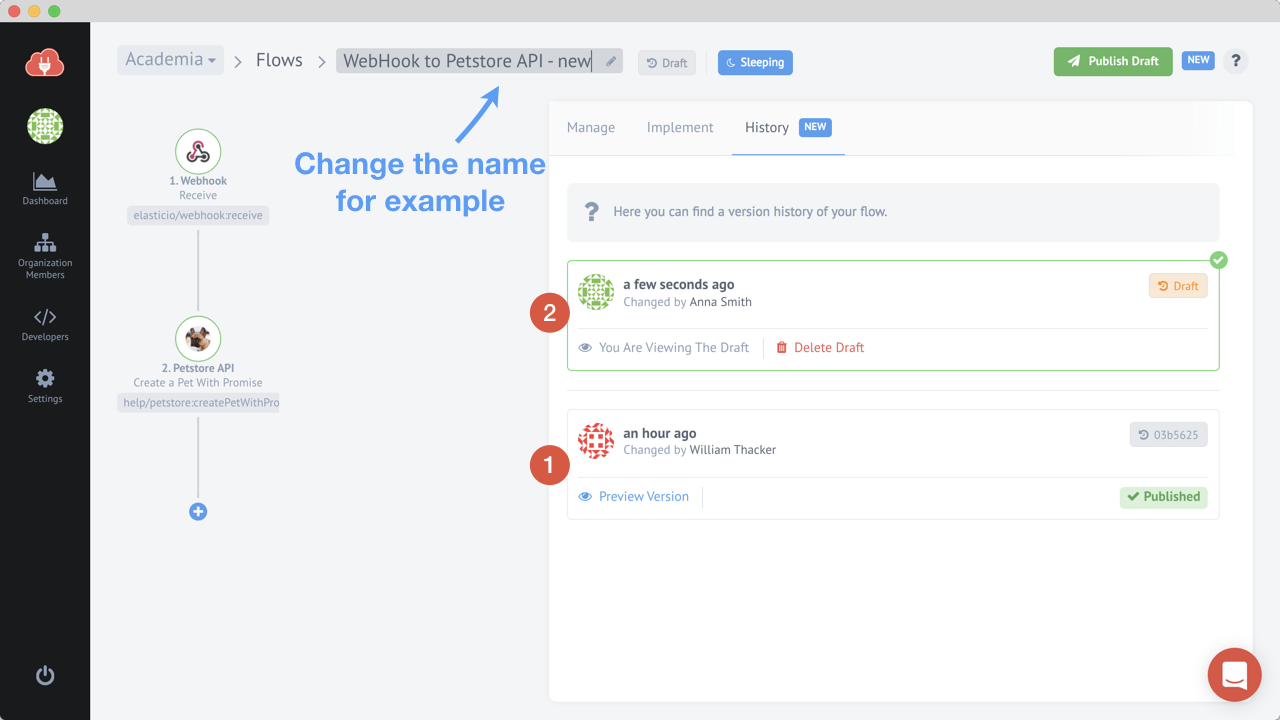 Academia
Flows
WebHook to Petstore API - new
Draft
Sleeping
Publish Draft
NEW
?
Dashboard
Organization
Members
Developers
Settings
1. Webhook
Receive
elasticio/webhook:receive
2. Petstore API
Create a Pet With Promise
help/petstore:createPetWithPro
Change the name
for example
Manage
Implement
History
NEW
?
Here you can find a version history of your flow.
2
a few seconds ago
Changed by Anna Smith
Draft
You Are Viewing The Draft
Delete Draft
1
an hour ago
Changed by William Thacker
03b5625
Preview Version
Published